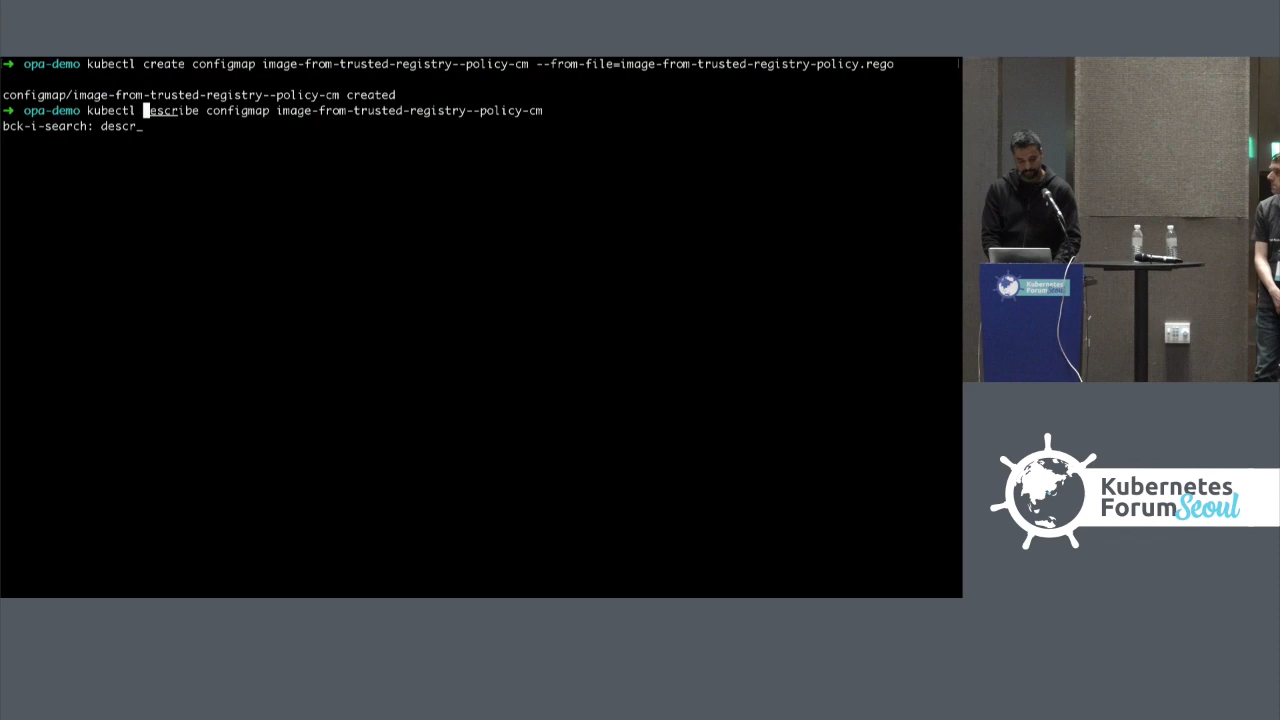 ➜ opa-demo kubectl create configmap image-from-trusted-registry--policy-cm --from-file=image-from-trusted-registry-policy.rego
configmap/image-from-trusted-registry--policy-cm created
➜ opa-demo kubectl describe configmap image-from-trusted-registry--policy-cm
bck-i-search: descr_
Kubernetes
Forum Seoul
Kubernetes
Forum Seoul